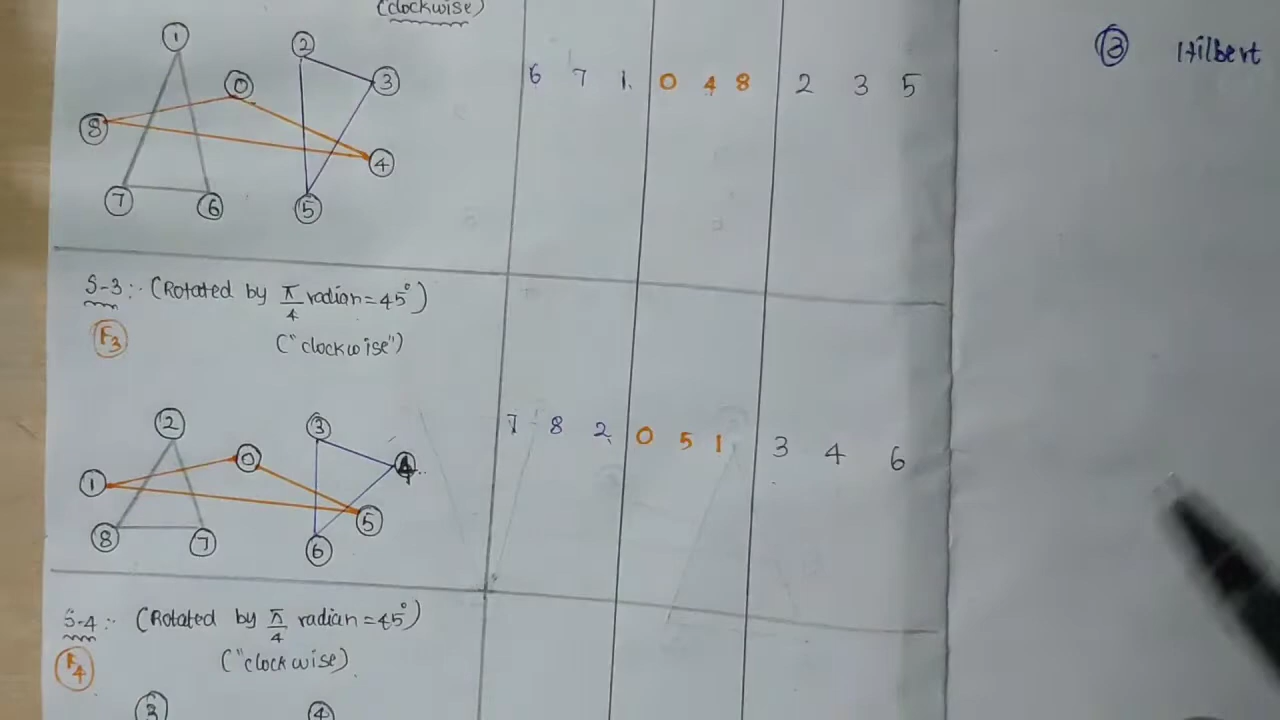 (clockwise)
③ Hilbert
① ② ⓪ ③ ⑧ ④ ⑦ ⑥ ⑤
6 7 1. 0 4 8 2 3 5
S-3:- (Rotated by π/4 radian=45°)
F3 ("clockwise")
② ③ ⓪ ④ ① ⑤ ⑧ ⑦ ⑥
7 8 2 0 5 1 3 4 6
S-4:- (Rotated by π/4 radian=45°)
F4 ("clockwise).
③ ④